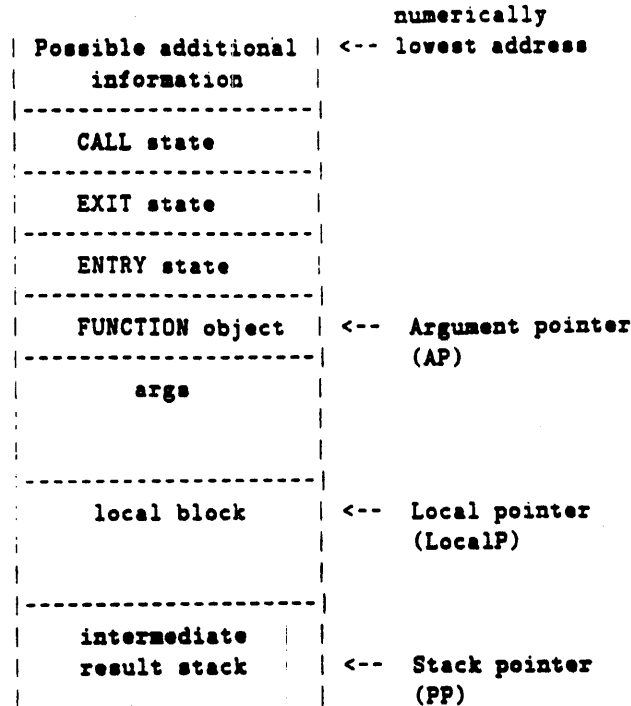 numerically
| Possible additional | <-- lowest address
| information |
|---------------------|
CALL state |
|---------------------|
| EXIT state |
|---------------------|
| ENTRY state |
|---------------------|
| FUNCTION object | <-- Argument pointer
|---------------------| (AP)
| args |
| |
| |
|---------------------|
local block | <-- Local pointer
| | (LocalP)
| |
|---------------------|
| intermediate | |
| result stack | | <-- Stack pointer
| | (PP)